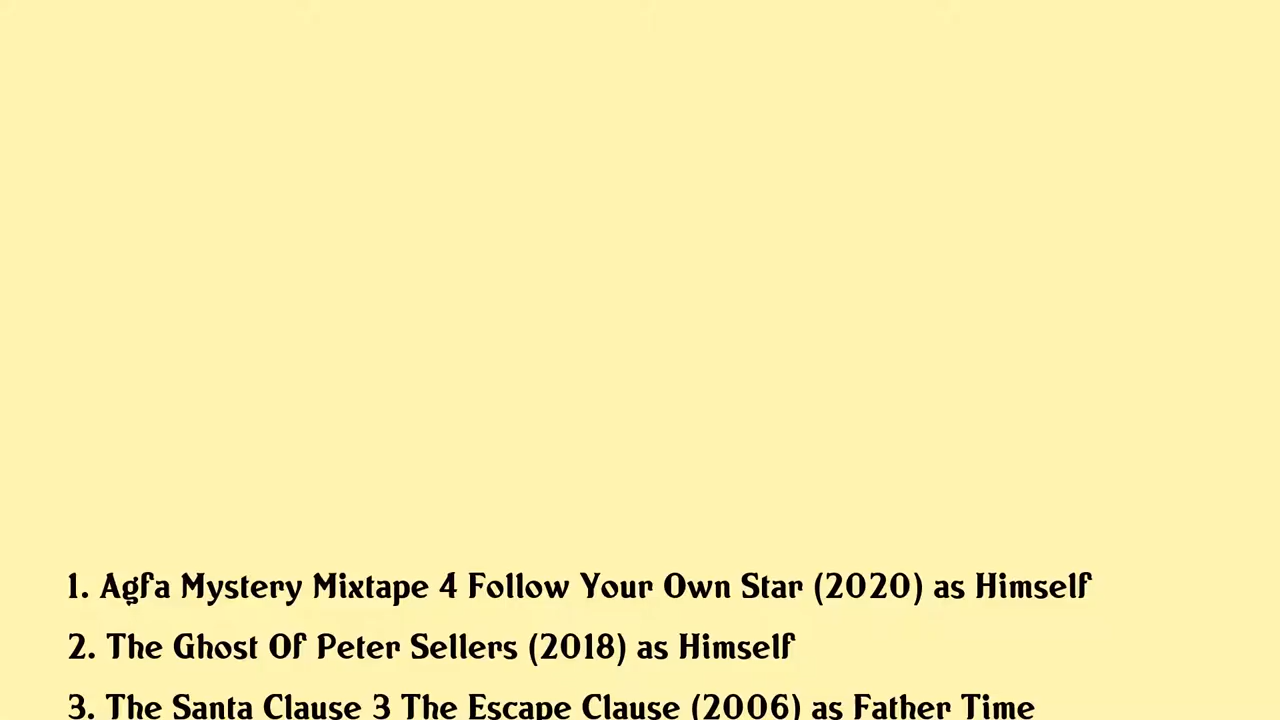 1. Agfa Mystery Mixtape 4 Follow Your Own Star (2020) as Himself
2. The Ghost Of Peter Sellers (2018) as Himself
3. The Santa Clause 3 The Escape Clause (2006) as Father Time